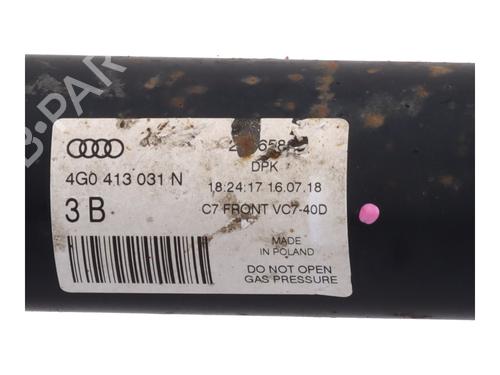 DPK
4G0 413 031 N
18:24:17 16.07.18
3 B
C7 FRONT VC7-40D
MADE
IN POLAND
DO NOT OPEN
GAS PRESSURE
B-PARTS